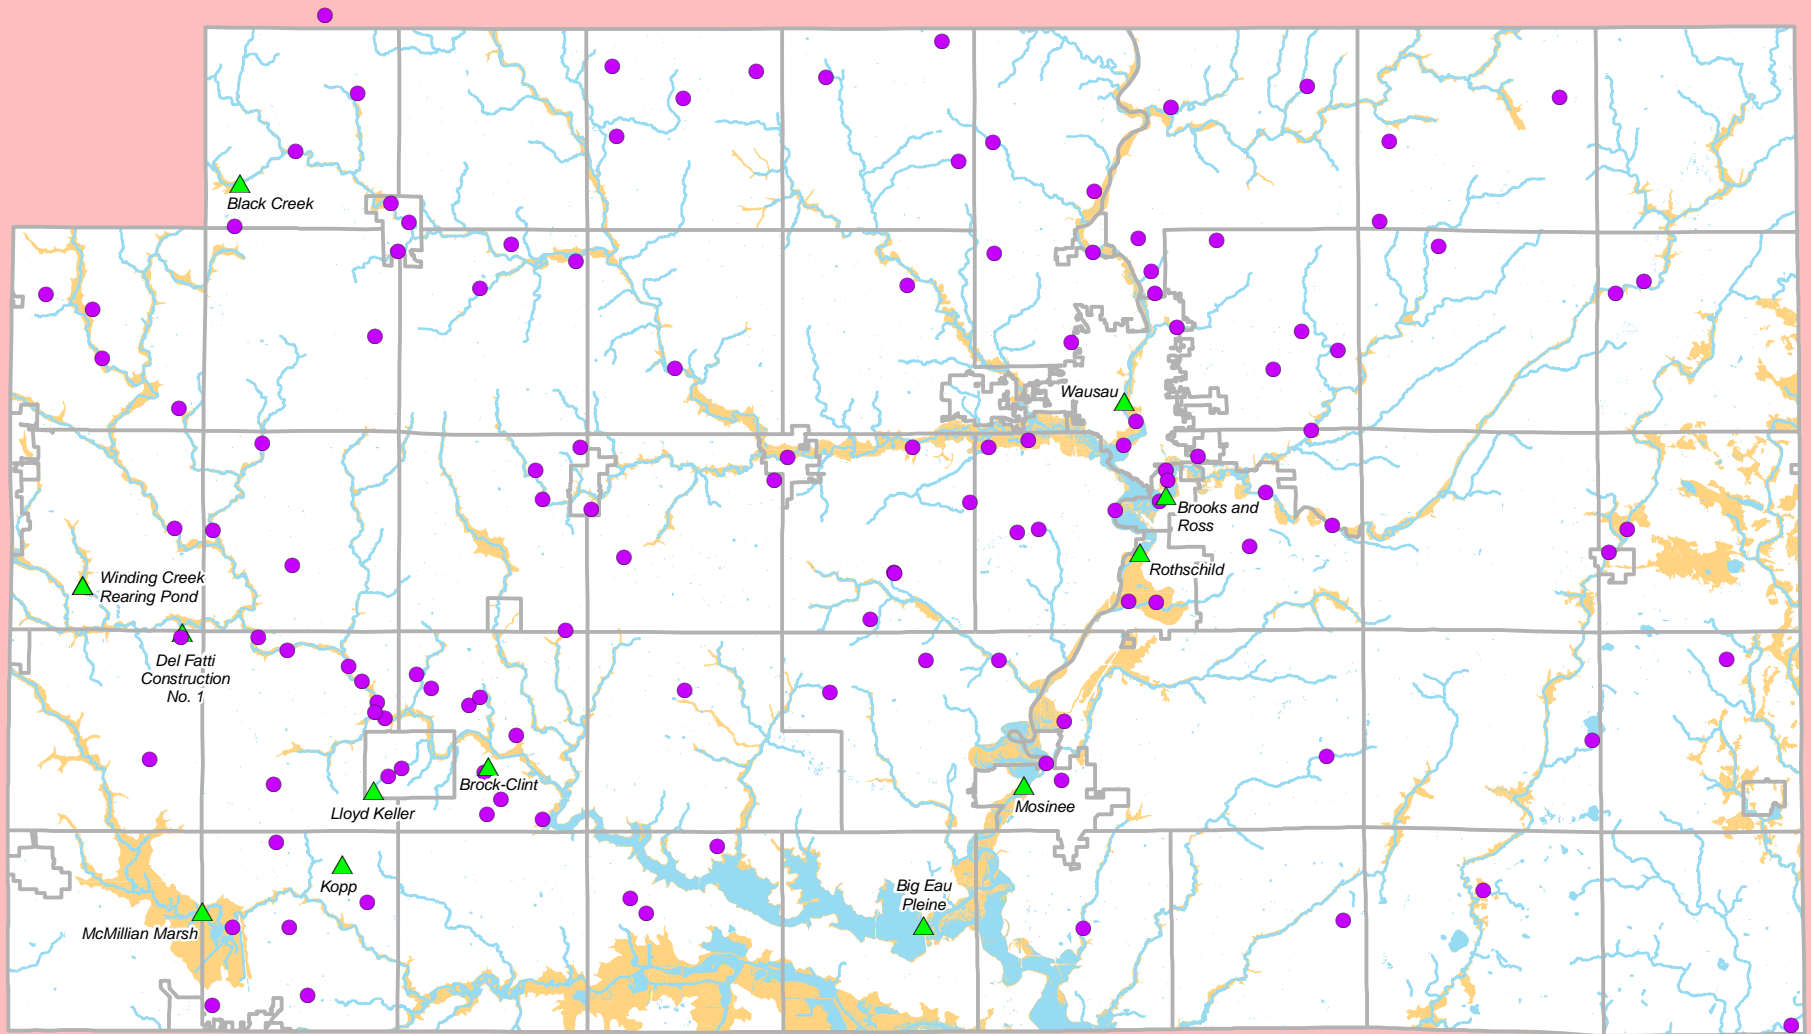 Black Creek
Wausau
Brooks and
Ross
Rothschild
Winding Creek
Rearing Pond
Del Fatti
Construction
No. 1
Brock-Clint
Lloyd Keller
Mosinee
Kopp
Big Eau
Pleine
McMillian Marsh